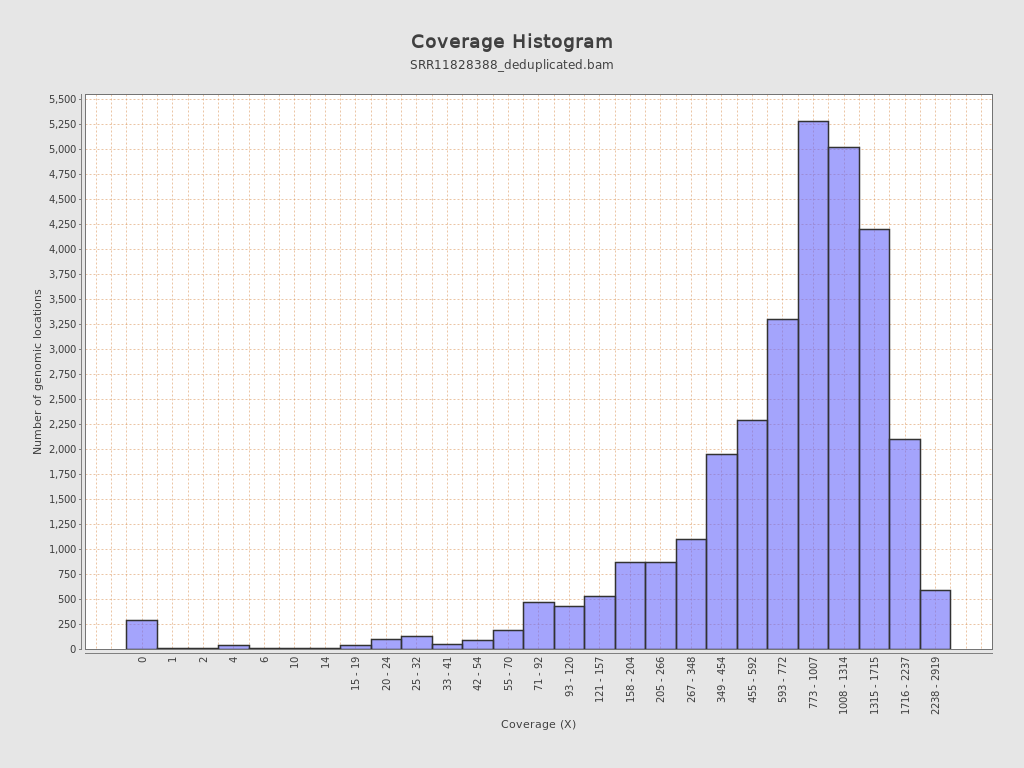 Coverage Histogram
SRR11828388_deduplicated.bam
Number of genomic locations
5,500
5,250
5,000
4,750
4,500
4,250
4,000
3,750
3,500
3,250
3,000
2,750
2,500
2,250
2,000
1,750
1,500
1,250
1,000
750
500
250
0
0
1
2
4
6
10
14
15 - 19
20 - 24
25 - 32
33 - 41
42 - 54
55 - 70
71 - 92
93 - 120
121 - 157
158 - 204
205 - 266
267 - 348
349 - 454
455 - 592
593 - 772
773 - 1007
1008 - 1314
1315 - 1715
1716 - 2237
2238 - 2919
Coverage (X)